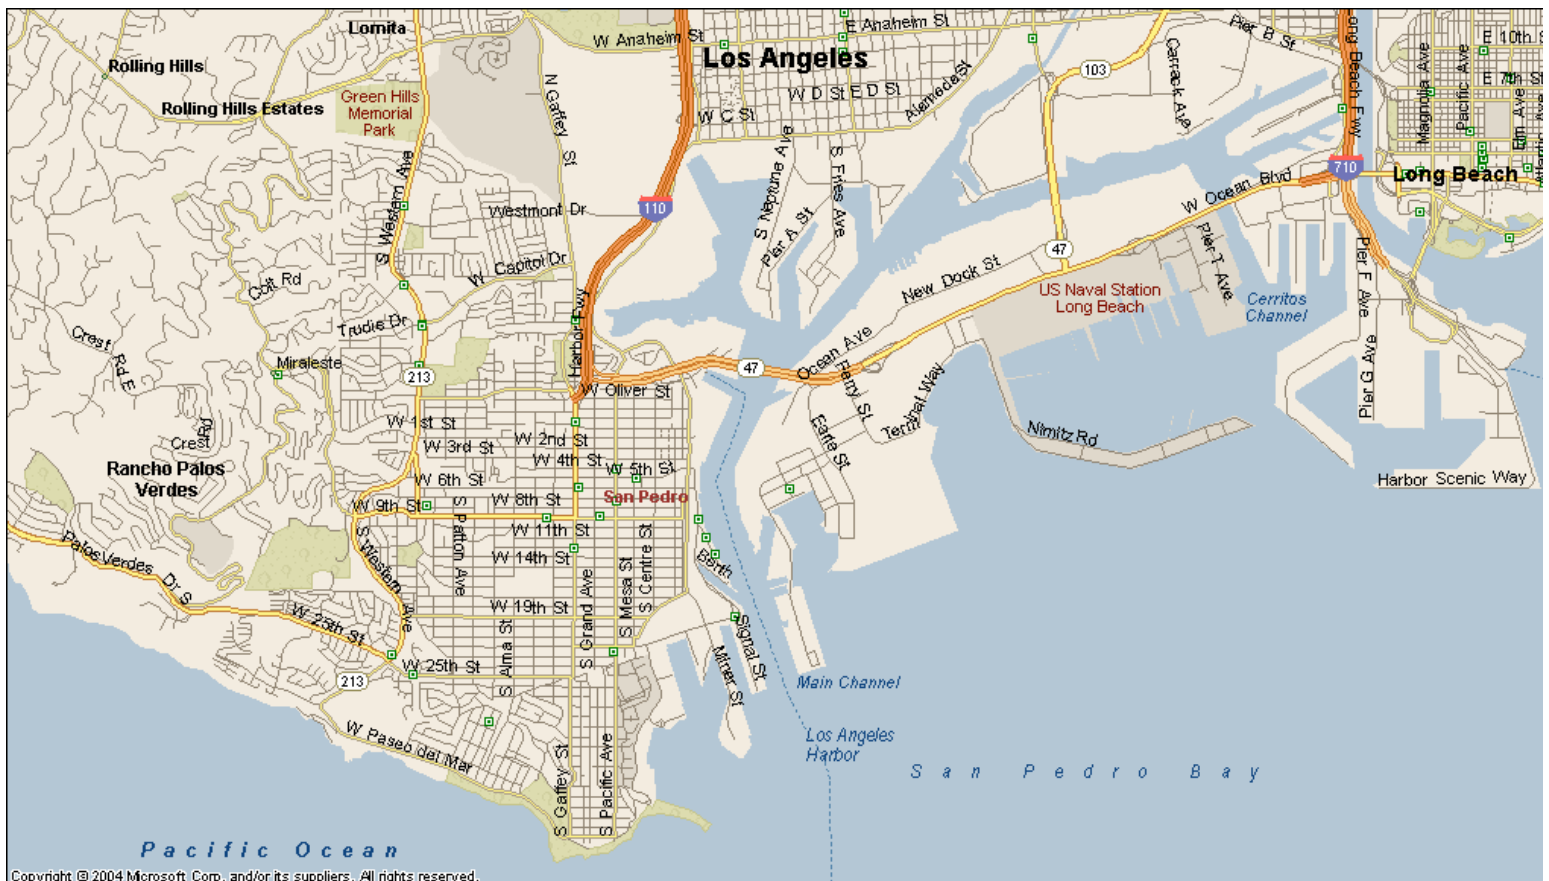 Lomita
W Anaheim St
E Anaheim St
Pier B St
Long Beach Fwy
E 10th St
Los Angeles
Rolling Hills
103
Carrack Ave
Magnolia Ave
Pacific Ave
E 7th St
Elm Ave
Atlantic Ave
Rolling Hills Estates
Green Hills
Memorial
Park
N Gaffey St
W D St
E D St
Alameda St
W C St
S Western Ave
S Neptune Ave
S Fries Ave
710
Long Beach
W Ocean Blvd
110
Westmont Dr
Pier A St
47
Pier T Ave
Pier F Ave
W Capitol Dr
Colt Rd
New Dock St
US Naval Station
Long Beach
Cerritos
Channel
Harbor Fwy
Trudie Dr
Crest Rd E
Miraleste
213
47
Ocean Ave
Ferry St
Terminal Way
Pier G Ave
W Oliver St
W 1st St
Crest Rd
W 2nd St
W 3rd St
W 4th St
W 5th St
Earle St
Nimitz Rd
Rancho Palos
Verdes
W 6th St
Harbor Scenic Way
W 8th St
San Pedro
W 9th St
W 11th St
S Patton Ave
S Western Ave
W 14th St
S Centre St
S Mesa St
S Grand Ave
Berth
Palos Verdes Dr S
W 19th St
W 25th St
S Alma St
Signal St
Miner St
W 25th St
213
Main Channel
W Paseo del Mar
Los Angeles
Harbor
S Gaffey St
S Pacific Ave
San Pedro Bay
Pacific Ocean
Copyright © 2004 Microsoft Corp. and/or its suppliers. All rights reserved.